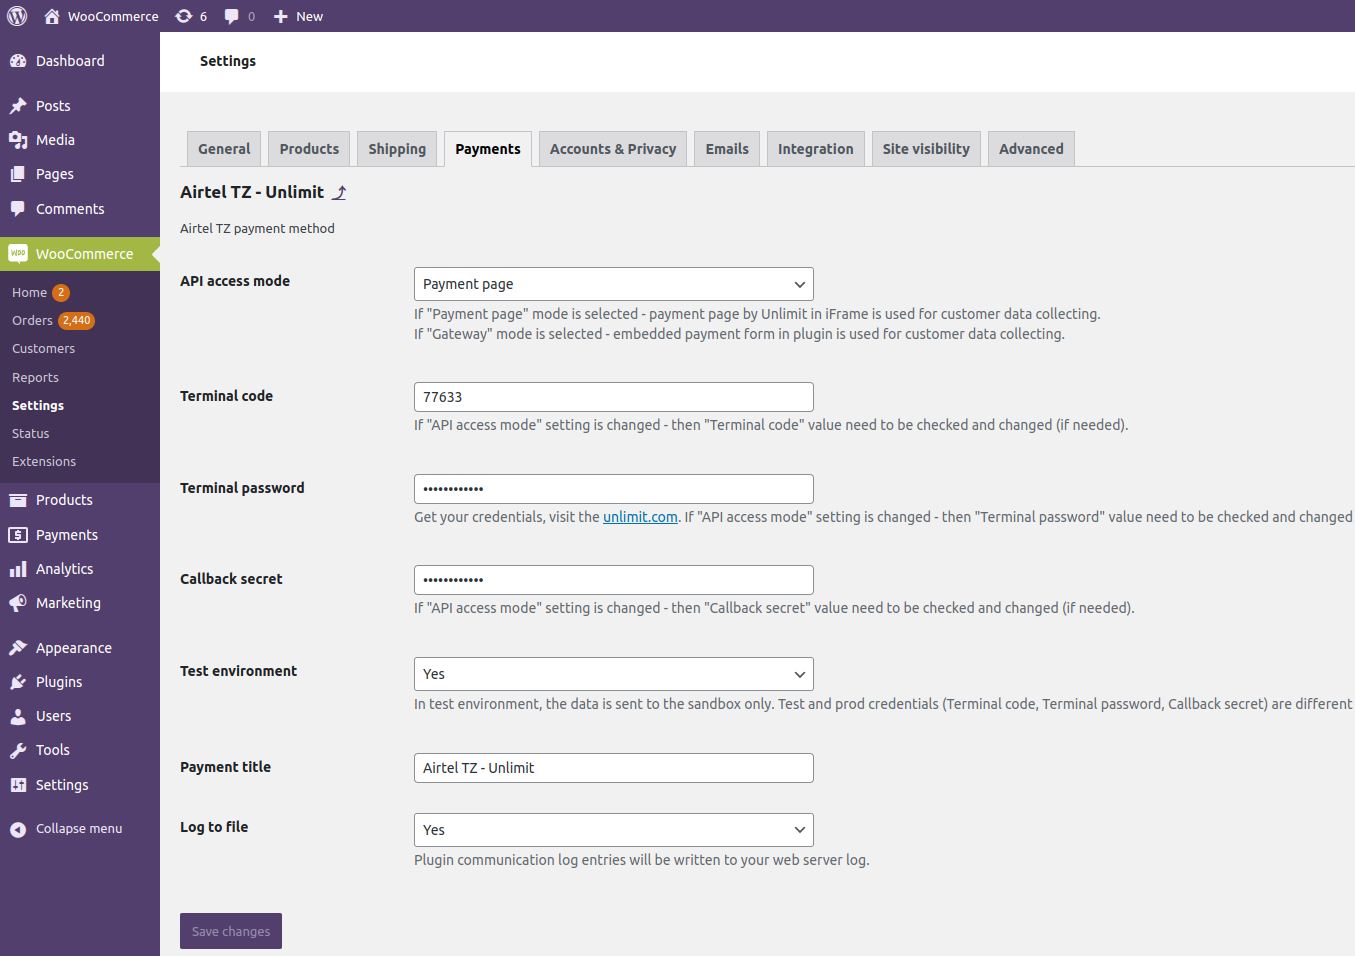 WooCommerce 6 0 New
Dashboard
Posts
Media
Pages
Comments
WooCommerce
Home 2
Orders 2,440
Customers
Reports
Settings
Status
Extensions
Products
Payments
Analytics
Marketing
Appearance
Plugins
Users
Tools
Settings
Collapse menu
Settings
General Products Shipping Payments Accounts & Privacy Emails Integration Site visibility Advanced
Airtel TZ - Unlimit
Airtel TZ payment method
API access mode
Payment page
If "Payment page" mode is selected - payment page by Unlimit in iFrame is used for customer data collecting.
If "Gateway" mode is selected - embedded payment form in plugin is used for customer data collecting.
Terminal code
77633
If "API access mode" setting is changed - then "Terminal code" value need to be checked and changed (if needed).
Terminal password
••••••••••••
Get your credentials, visit the unlimit.com. If "API access mode" setting is changed - then "Terminal password" value need to be checked and changed
Callback secret
••••••••••••
If "API access mode" setting is changed - then "Callback secret" value need to be checked and changed (if needed).
Test environment
Yes
In test environment, the data is sent to the sandbox only. Test and prod credentials (Terminal code, Terminal password, Callback secret) are different
Payment title
Airtel TZ - Unlimit
Log to file
Yes
Plugin communication log entries will be written to your web server log.
Save changes